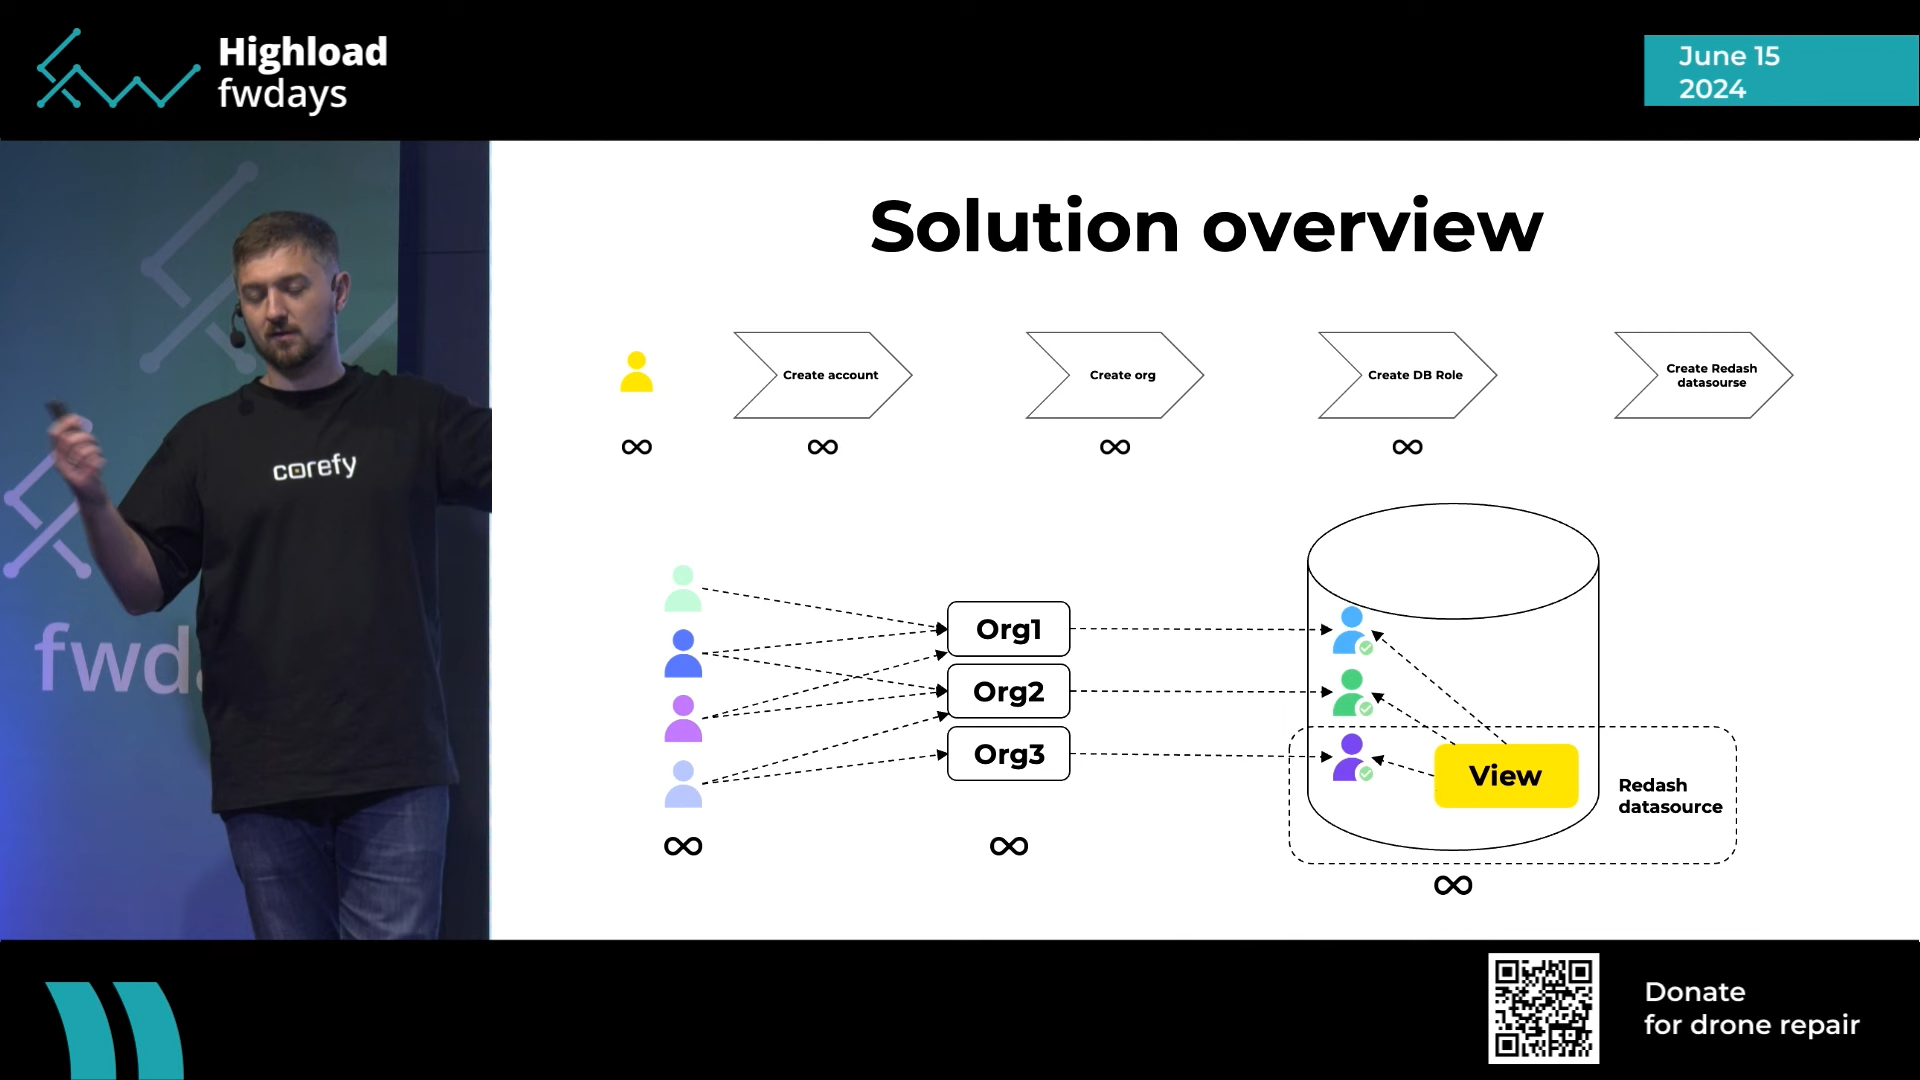 Highload
fwdays
June 15
2024
corefy
fwd
Solution overview
Create account
Create org
Create DB Role
Create Redash
datasourse
∞
∞
∞
∞
Org1
Org2
Org3
View
Redash
datasource
∞
∞
∞
Donate
for drone repair